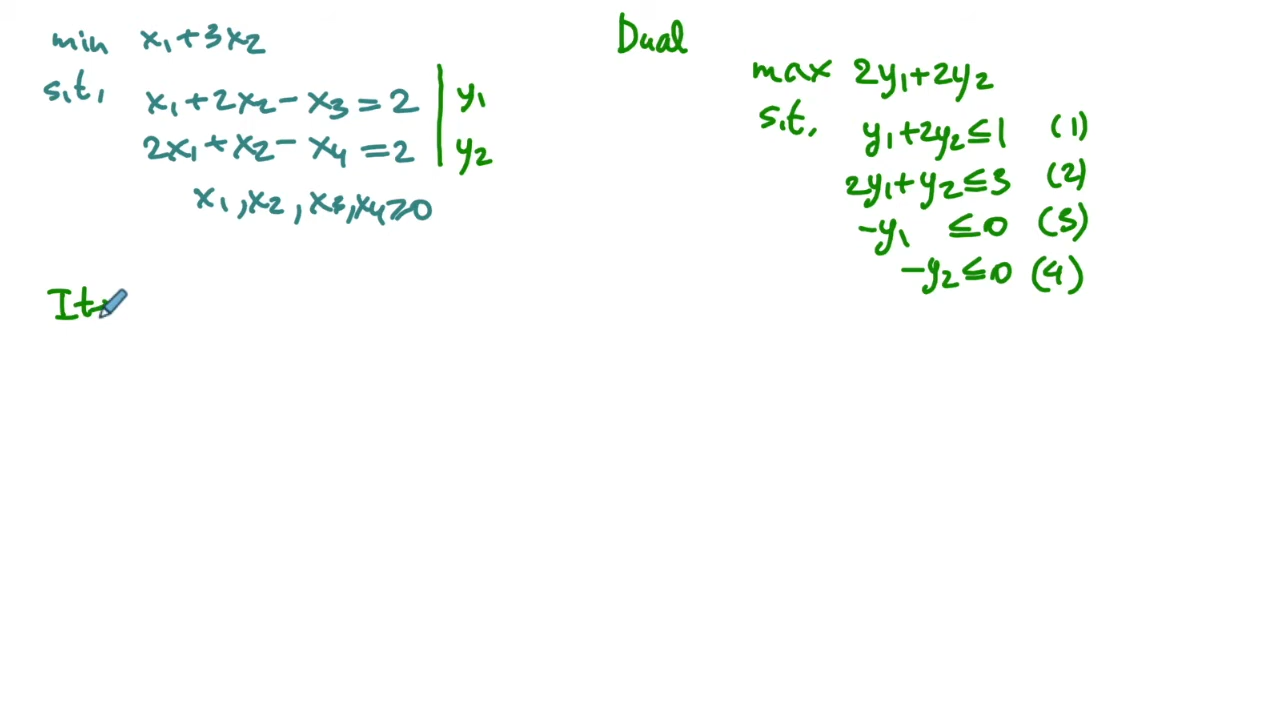 min x₁+3x₂
s.t. x₁+2x₂-x₃=2 | y₁
2x₁+x₂-x₄=2 | y₂
x₁,x₂,x₃,x₄≥0
Dual
max 2y₁+2y₂
s.t. y₁+2y₂≤1 (1)
2y₁+y₂≤3 (2)
-y₁ ≤0 (3)
-y₂≤0 (4)
It